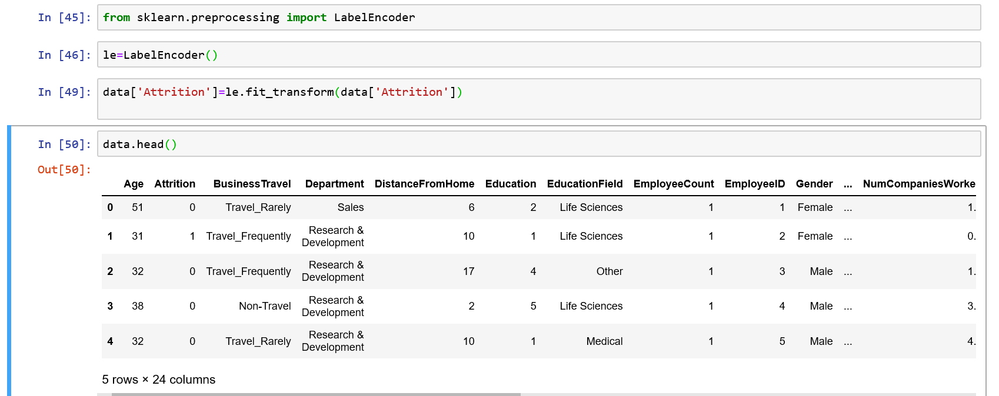 In [45]: from sklearn.preprocessing import LabelEncoder
In [46]: le=LabelEncoder()
In [49]: data['Attrition']=le.fit_transform(data['Attrition'])
In [50]: data.head()
Out[50]:
Age Attrition BusinessTravel Department DistanceFromHome Education EducationField EmployeeCount EmployeeID Gender ... NumCompaniesWorke
0 51 0 Travel_Rarely Sales 6 2 Life Sciences 1 1 Female ... 1.
1 31 1 Travel_Frequently Research & Development 10 1 Life Sciences 1 2 Female ... 0.
2 32 0 Travel_Frequently Research & Development 17 4 Other 1 3 Male ... 1.
3 38 0 Non-Travel Research & Development 2 5 Life Sciences 1 4 Male ... 3.
4 32 0 Travel_Rarely Research & Development 10 1 Medical 1 5 Male ... 4.
5 rows × 24 columns